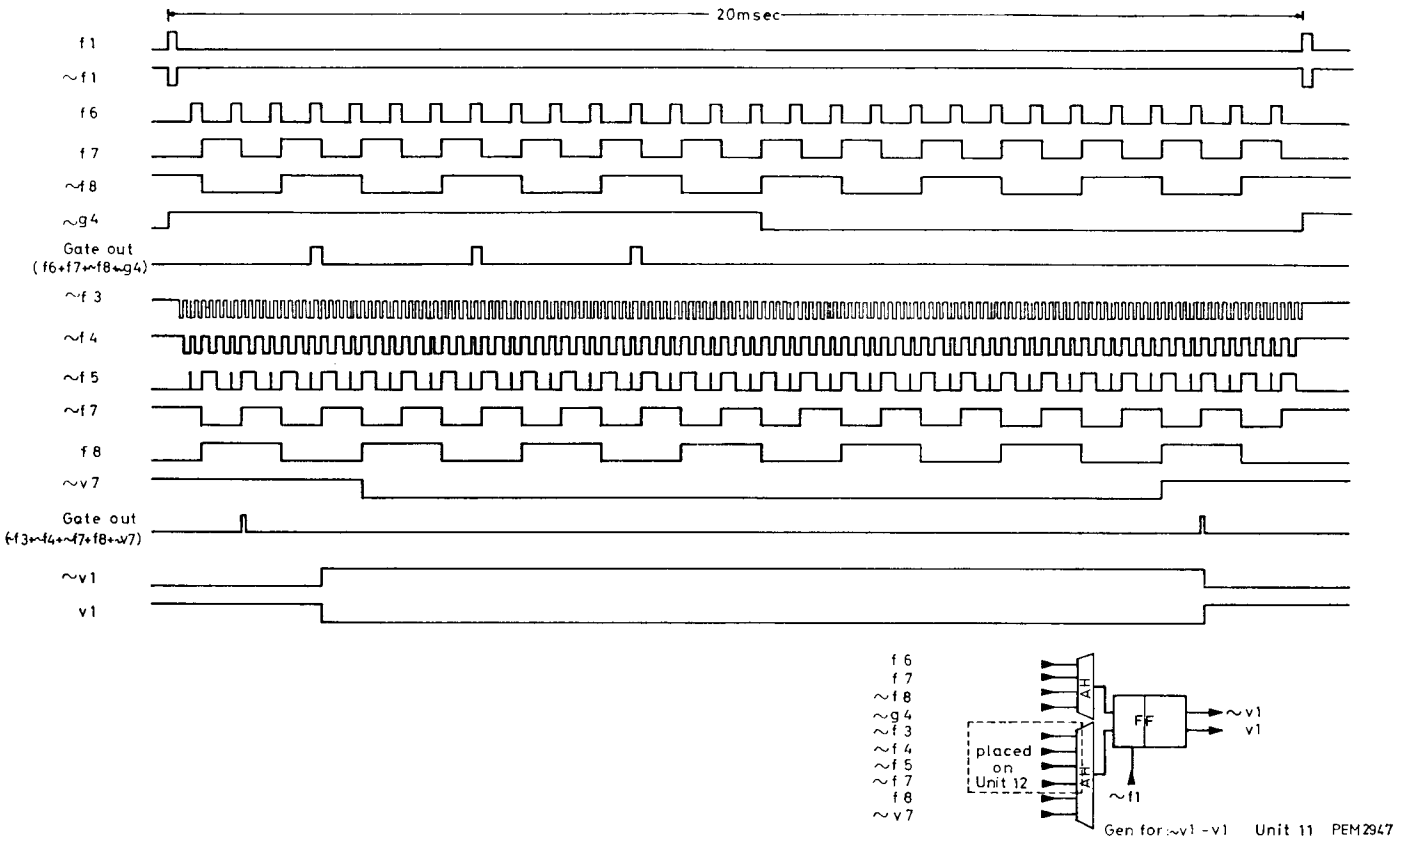 20msec
f1
~f1
f6
f7
~f8
~g4
Gate out
(f6+f7+~f8+~g4)
~f3
~f4
~f5
~f7
f8
~v7
Gate out
(~f3+~f4+~f7+f8+~v7)
~v1
v1
f6
f7
~f8
~g4
~f3
~f4
~f5
~f7
f8
~v7
AH
AH
placed
on
Unit 12
FF
~v1
v1
~f1
Gen for:~v1-v1 Unit 11 PEM2947